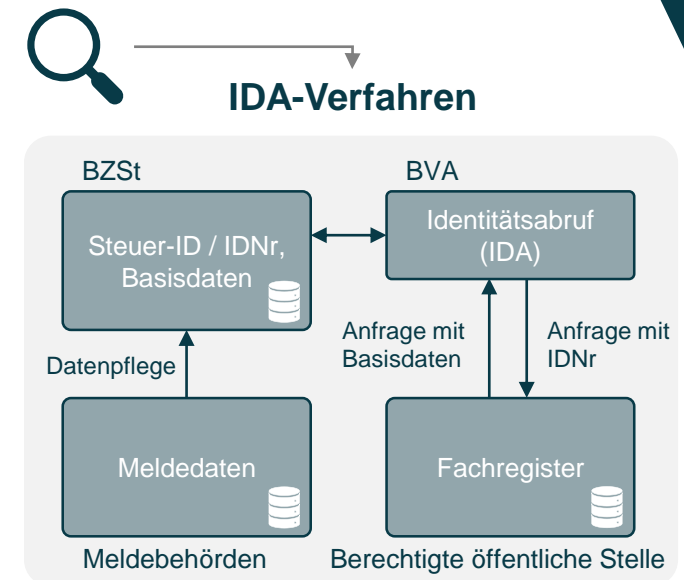 IDA-Verfahren
BZSt
BVA
Steuer-ID / IDNr,
Basisdaten
Identitätsabruf
(IDA)
Datenpflege
Anfrage mit
Basisdaten
Anfrage mit
IDNr
Meldedaten
Fachregister
Meldebehörden
Berechtigte öffentliche Stelle